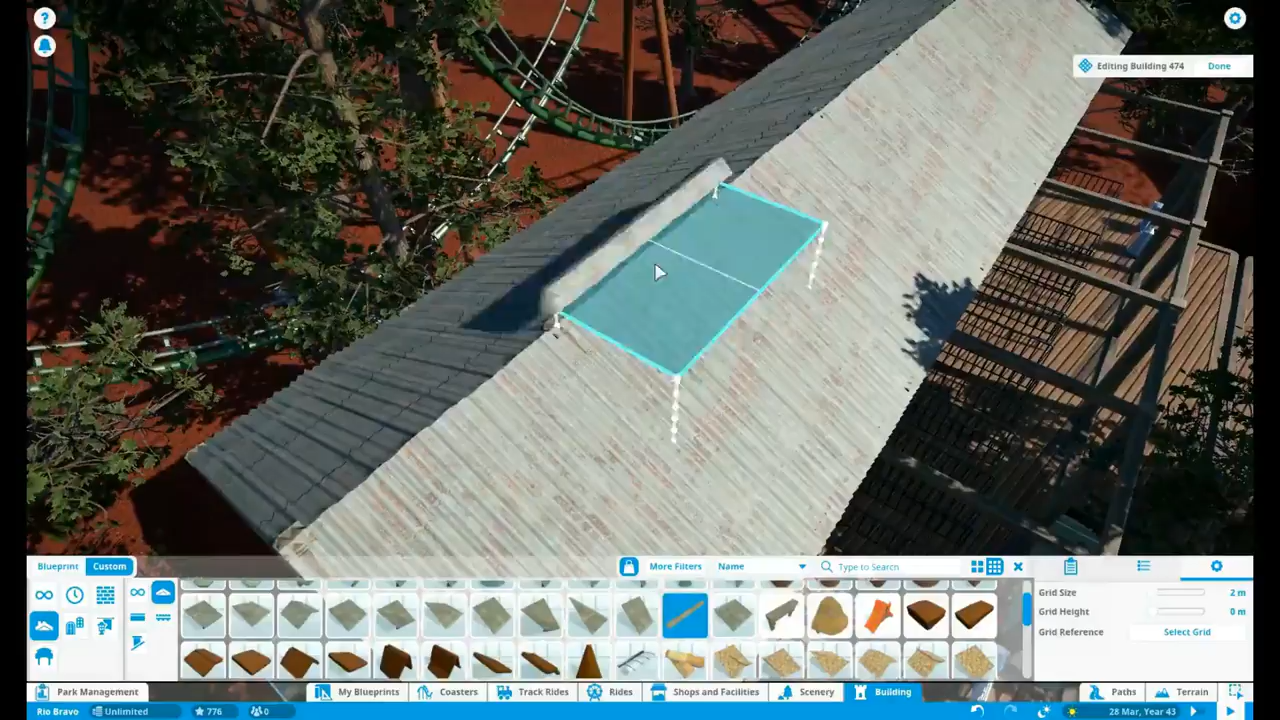 ?
Editing Building 474 Done
Blueprint Custom
More Filters Name Type to Search
Grid Size 2 m
Grid Height 0 m
Grid Reference Select Grid
Park Management My Blueprints Coasters Track Rides Rides Shops and Facilities Scenery Building Paths Terrain
Rio Bravo Unlimited 776 0 28 Mar, Year 43